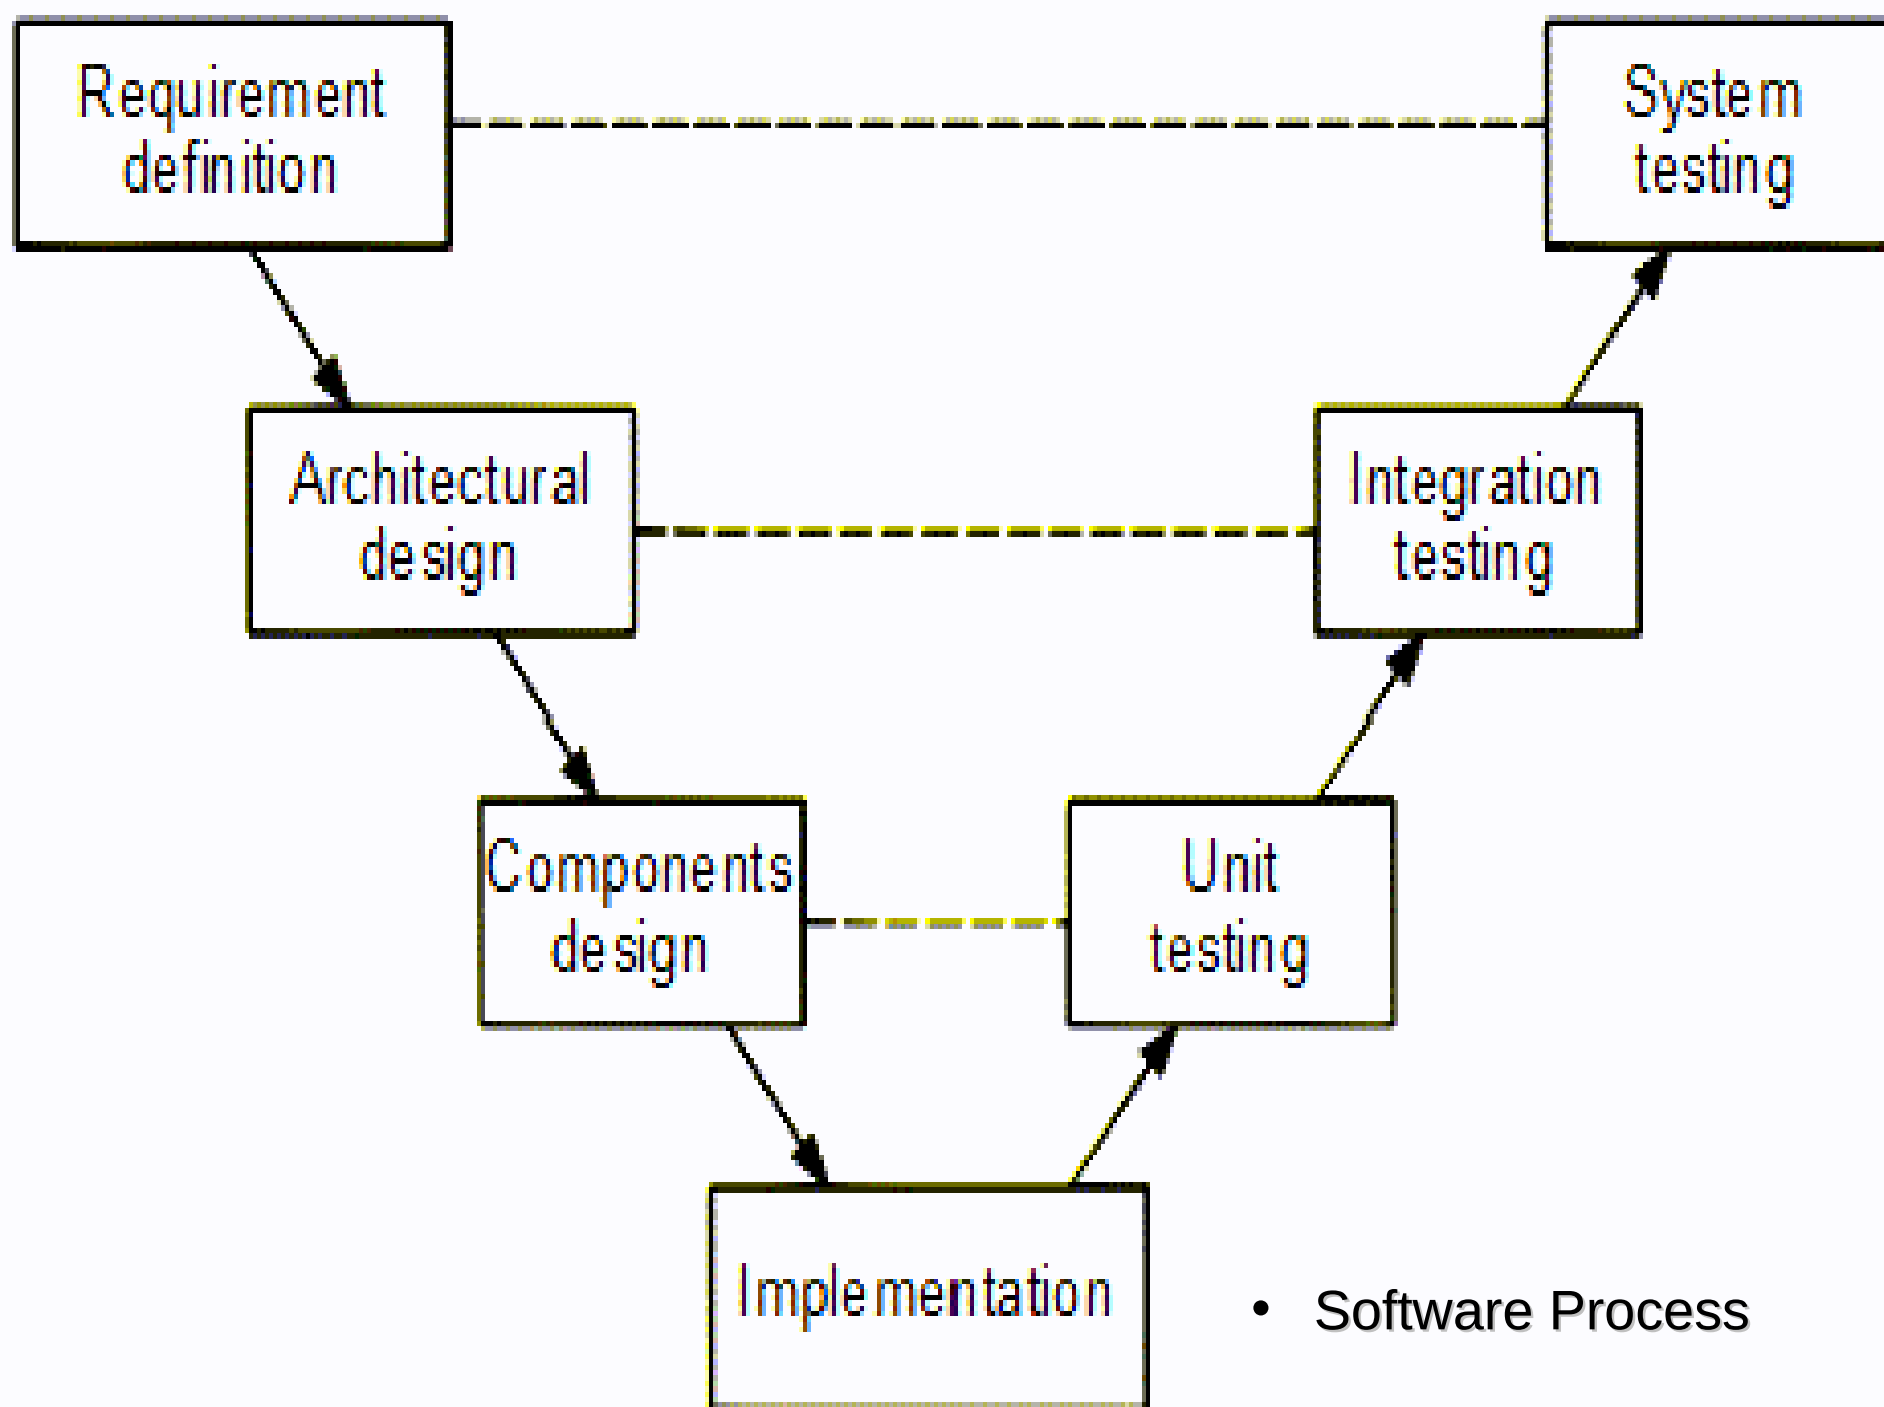 Requirement
definition
System
testing
Architectural
design
Integration
testing
Components
design
Unit
testing
Implementation
• Software Process